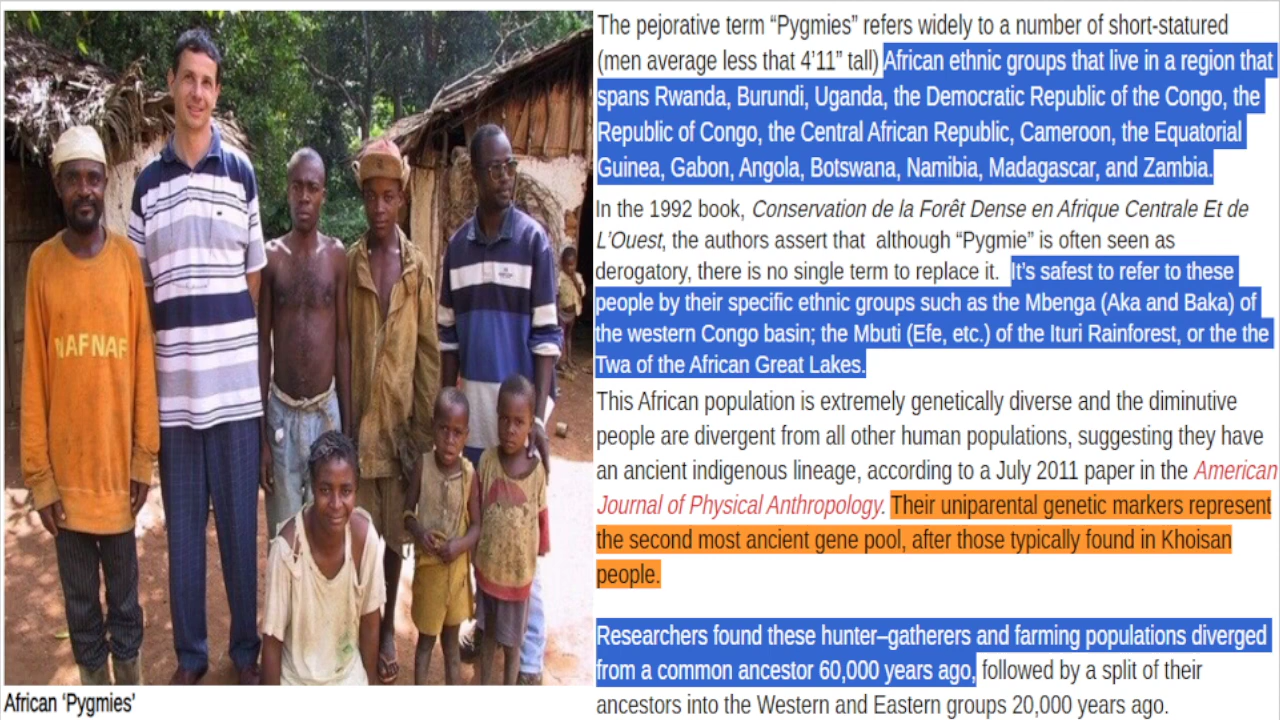 NAFNAF
African ‘Pygmies’
The pejorative term “Pygmies” refers widely to a number of short-statured
(men average less that 4’11” tall) African ethnic groups that live in a region that
spans Rwanda, Burundi, Uganda, the Democratic Republic of the Congo, the
Republic of Congo, the Central African Republic, Cameroon, the Equatorial
Guinea, Gabon, Angola, Botswana, Namibia, Madagascar, and Zambia.
In the 1992 book, Conservation de la Forêt Dense en Afrique Centrale Et de
L’Ouest, the authors assert that although “Pygmie” is often seen as
derogatory, there is no single term to replace it. It’s safest to refer to these
people by their specific ethnic groups such as the Mbenga (Aka and Baka) of
the western Congo basin; the Mbuti (Efe, etc.) of the Ituri Rainforest, or the the
Twa of the African Great Lakes.
This African population is extremely genetically diverse and the diminutive
people are divergent from all other human populations, suggesting they have
an ancient indigenous lineage, according to a July 2011 paper in the American
Journal of Physical Anthropology. Their uniparental genetic markers represent
the second most ancient gene pool, after those typically found in Khoisan
people.
Researchers found these hunter–gatherers and farming populations diverged
from a common ancestor 60,000 years ago, followed by a split of their
ancestors into the Western and Eastern groups 20,000 years ago.